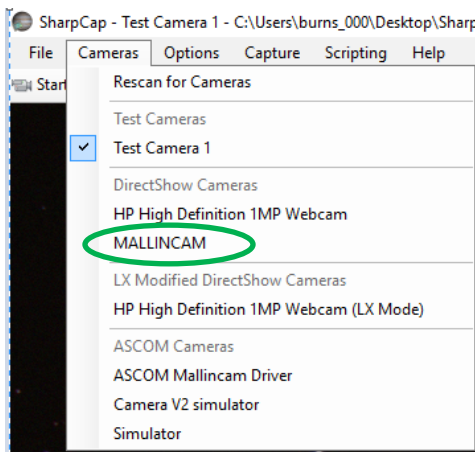 SharpCap - Test Camera 1 - C:\Users\burns_000\Desktop\Sharp
File Cameras Options Capture Scripting Help
Start
Rescan for Cameras
Test Cameras
Test Camera 1
DirectShow Cameras
HP High Definition 1MP Webcam
MALLINCAM
LX Modified DirectShow Cameras
HP High Definition 1MP Webcam (LX Mode)
ASCOM Cameras
ASCOM Mallincam Driver
Camera V2 simulator
Simulator